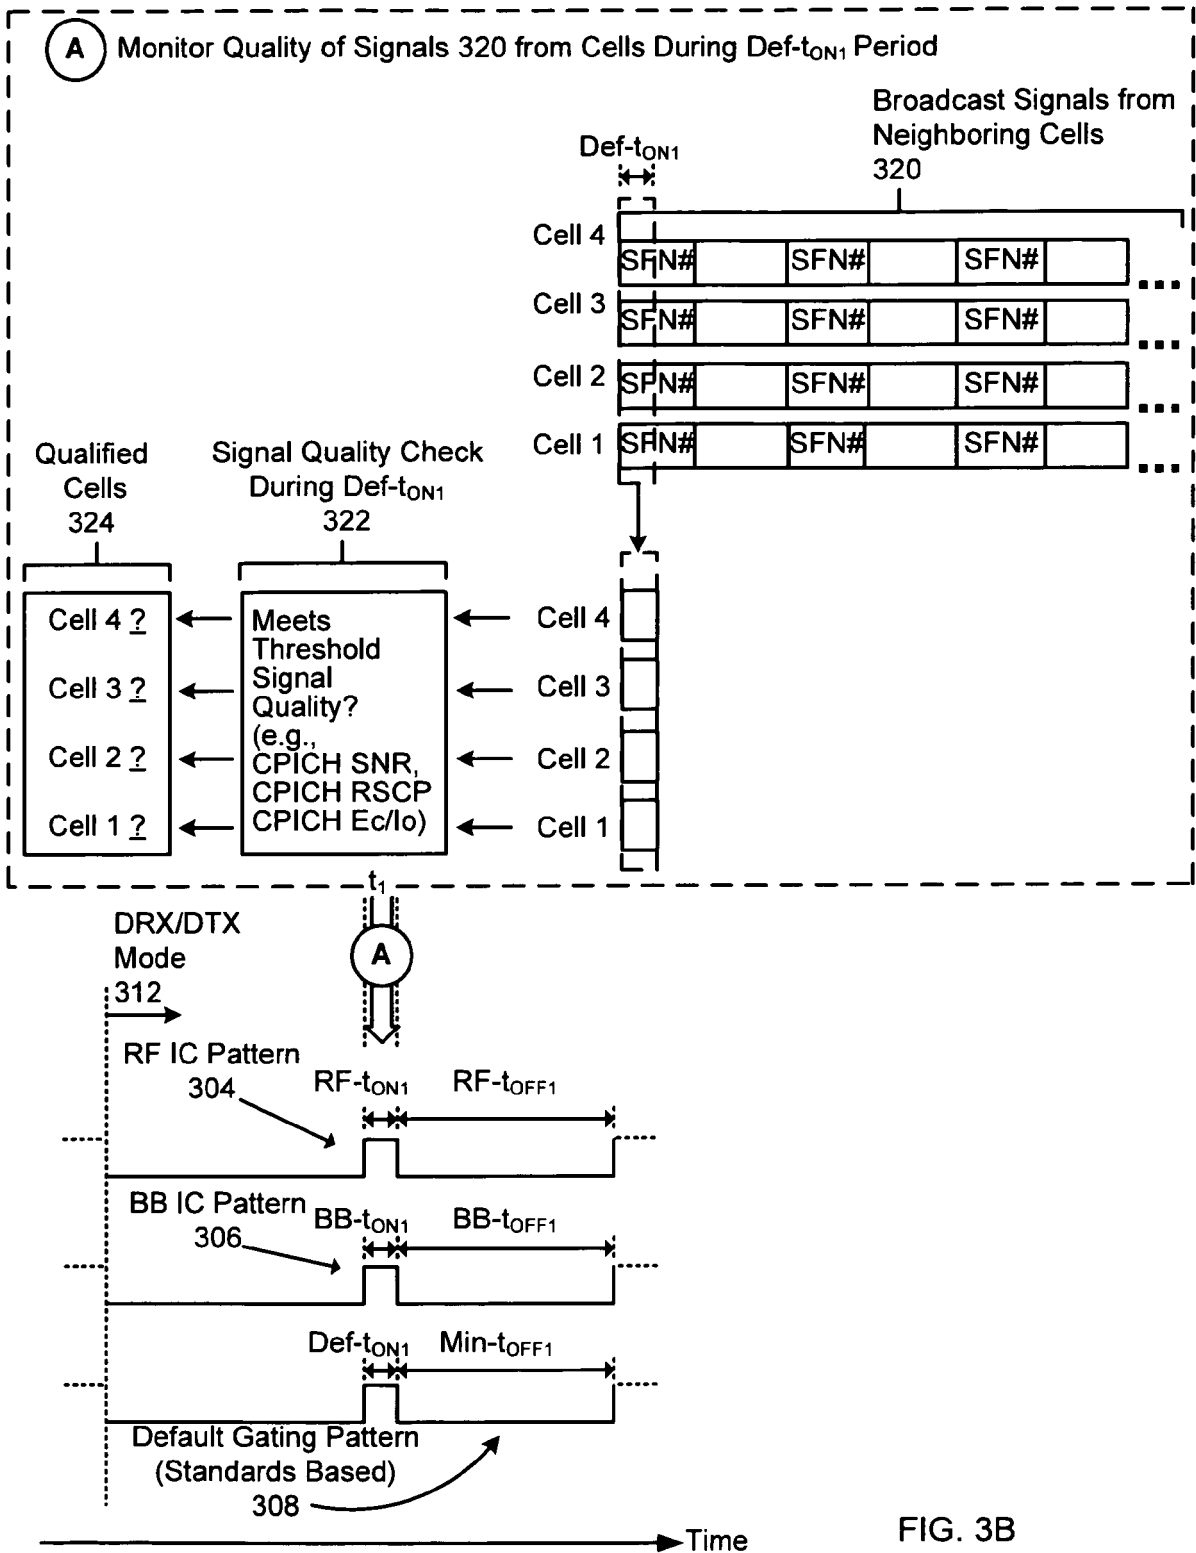 A Monitor Quality of Signals 320 from Cells During Def-tON1 Period
Broadcast Signals from
Neighboring Cells
320
Def-tON1
Cell 4
SFN# SFN# SFN# ...
Cell 3
SFN# SFN# SFN# ...
Cell 2
SFN# SFN# SFN# ...
Cell 1
SFN# SFN# SFN# ...
Qualified
Cells
324
Signal Quality Check
During Def-tON1
322
Cell 4 ?
Cell 3 ?
Cell 2 ?
Cell 1 ?
Meets
Threshold
Signal
Quality?
(e.g.,
CPICH SNR,
CPICH RSCP
CPICH Ec/Io)
Cell 4
Cell 3
Cell 2
Cell 1
t1
A
DRX/DTX
Mode
312
RF IC Pattern
304
RF-tON1 RF-tOFF1
BB IC Pattern
306
BB-tON1 BB-tOFF1
Def-tON1 Min-tOFF1
Default Gating Pattern
(Standards Based)
308
Time
FIG. 3B